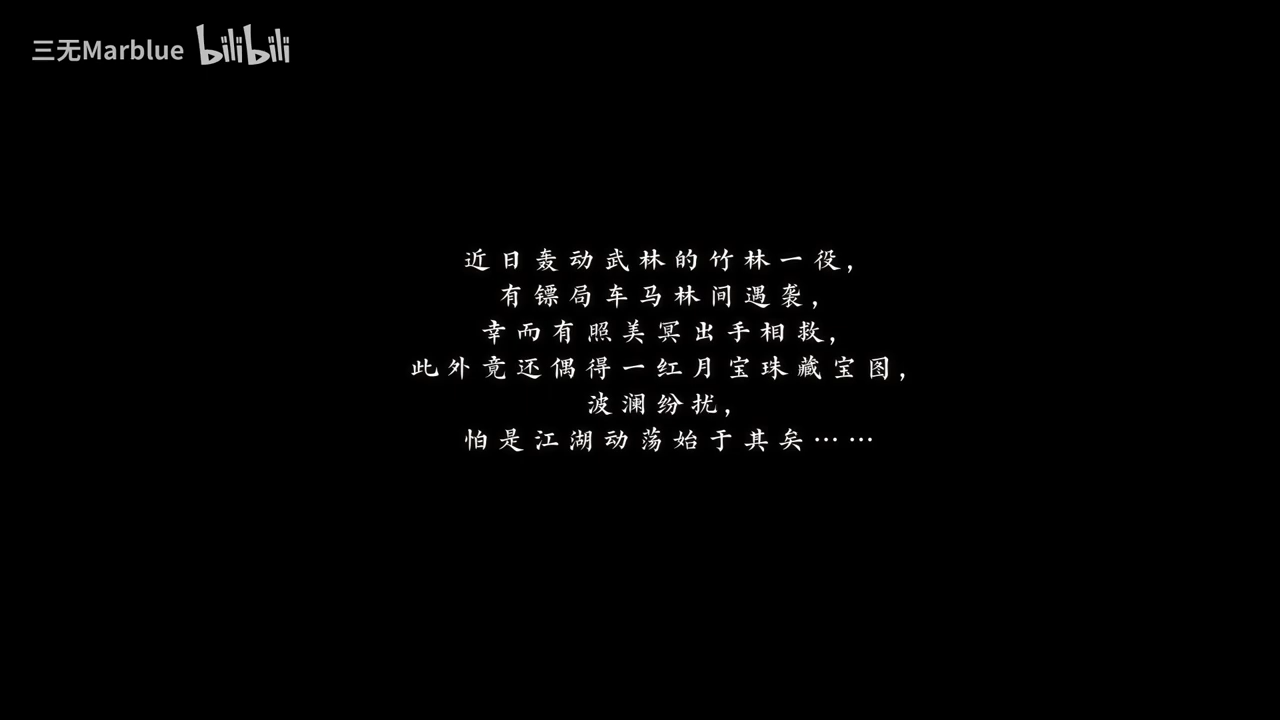 三无Marblue bilibili
近日轰动武林的竹林一役，
有镖局车马林间遇袭，
幸而有照美冥出手相救，
此外竟还偶得一红月宝珠藏宝图，
波澜纷扰，
怕是江湖动荡始于其矣……